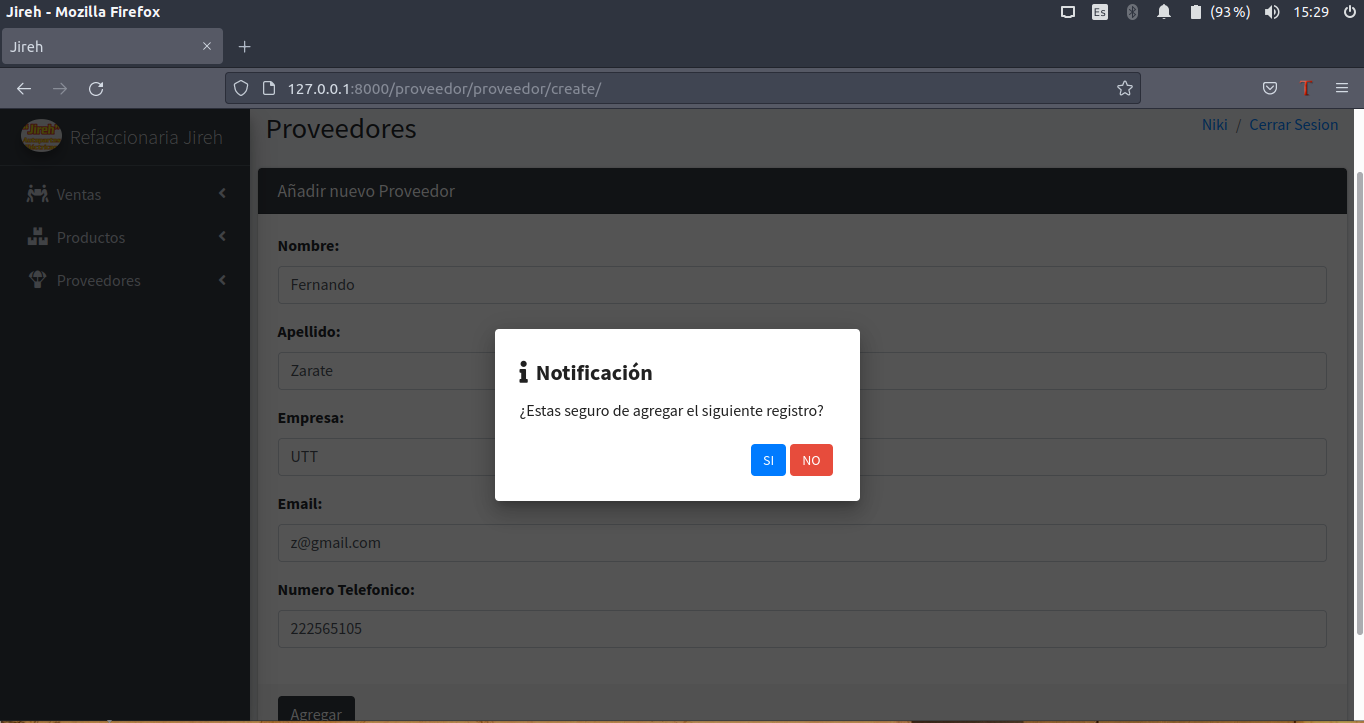 Jireh - Mozilla Firefox
Es
(93%)
15:29
Jireh
127.0.0.1:8000/proveedor/proveedor/create/
Jireh
Refaccionaria Jireh
Proveedores
Niki / Cerrar Sesion
Ventas
Productos
Proveedores
Añadir nuevo Proveedor
Nombre:
Fernando
Apellido:
Zarate
Empresa:
UTT
Email:
z@gmail.com
Numero Telefonico:
222565105
Agregar
Notificación
¿Estas seguro de agregar el siguiente registro?
SI
NO